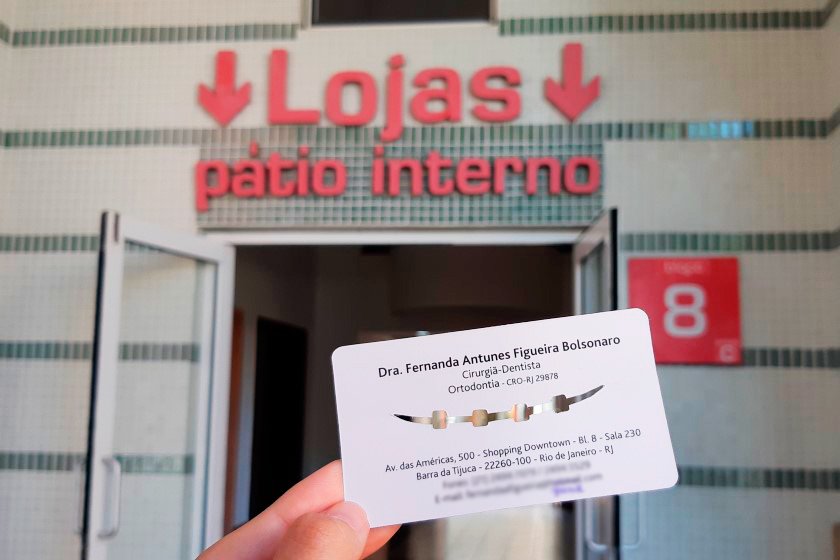 Lojas
pátio interno
8
Dra. Fernanda Antunes Figueira Bolsonaro
Cirurgiã-Dentista
Ortodontia - CRO-RJ 29878
Av. das Américas, 500 - Shopping Downtown - Bl. 8 - Sala 230
Barra da Tijuca - 22260-100 - Rio de Janeiro - RJ